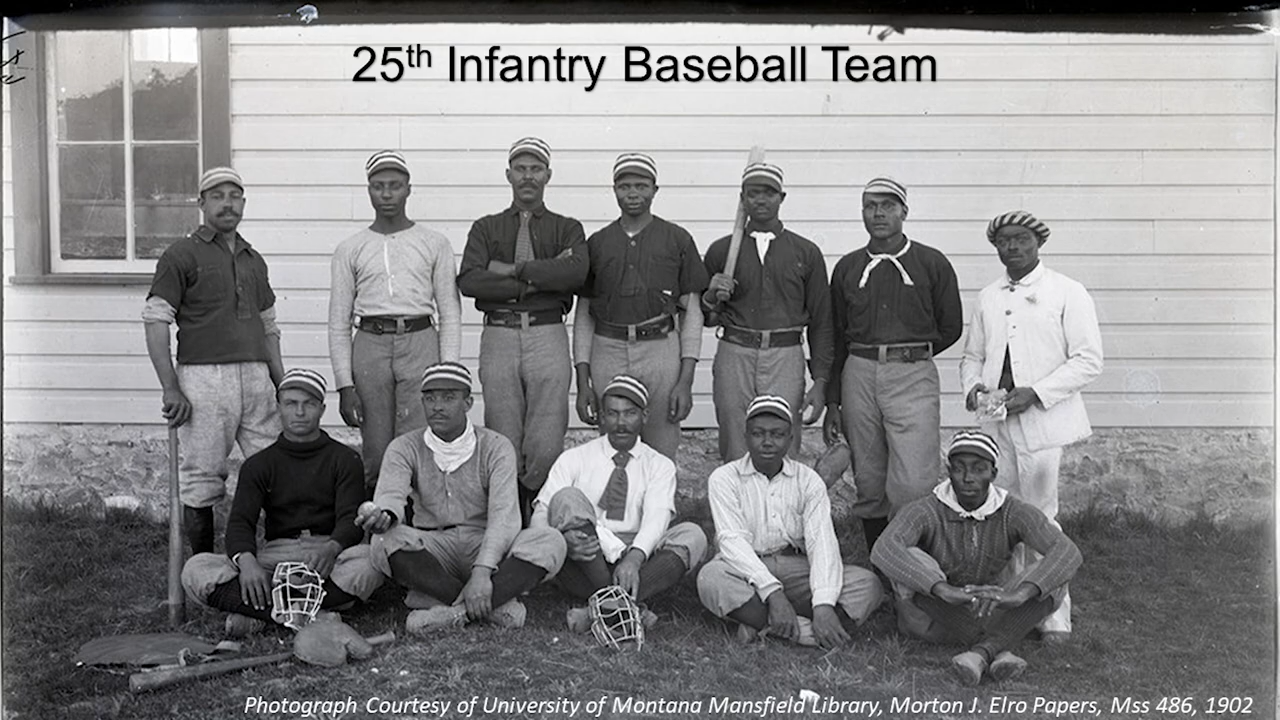 25th Infantry Baseball Team
Photograph Courtesy of University of Montana Mansfield Library, Morton J. Elro Papers, Mss 486, 1902